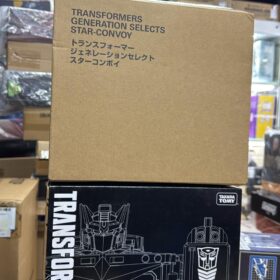 TRANSFORMERS
GENERATION SELECTS
STAR-CONVOY
トランスフォーマー
ジェネレーションセレクト
スターコンボイ
TAKARA
TOMY
TRANSFOR